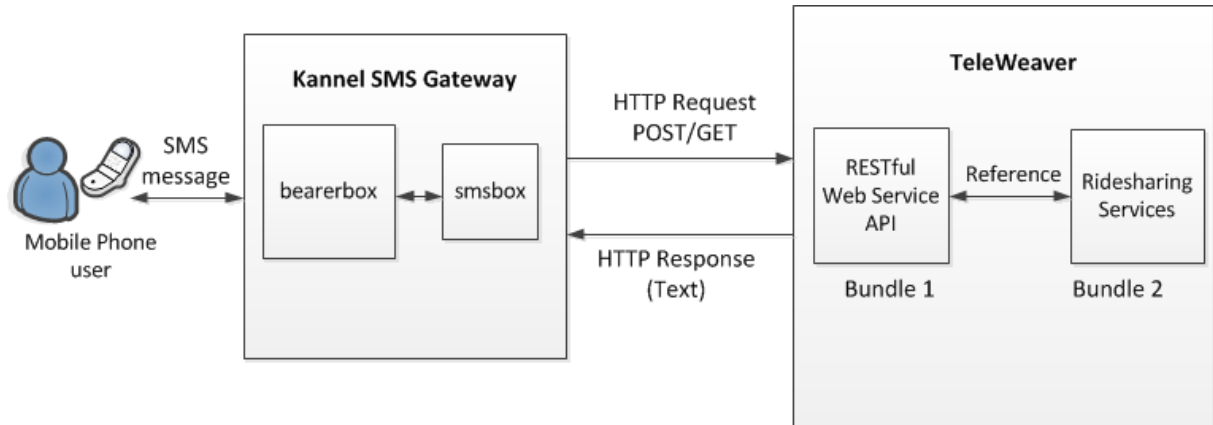 Kannel SMS Gateway
TeleWeaver
SMS
message
Mobile Phone
user
bearerbox
smsbox
HTTP Request
POST/GET
HTTP Response
(Text)
RESTful
Web Service
API
Bundle 1
Reference
Ridesharing
Services
Bundle 2